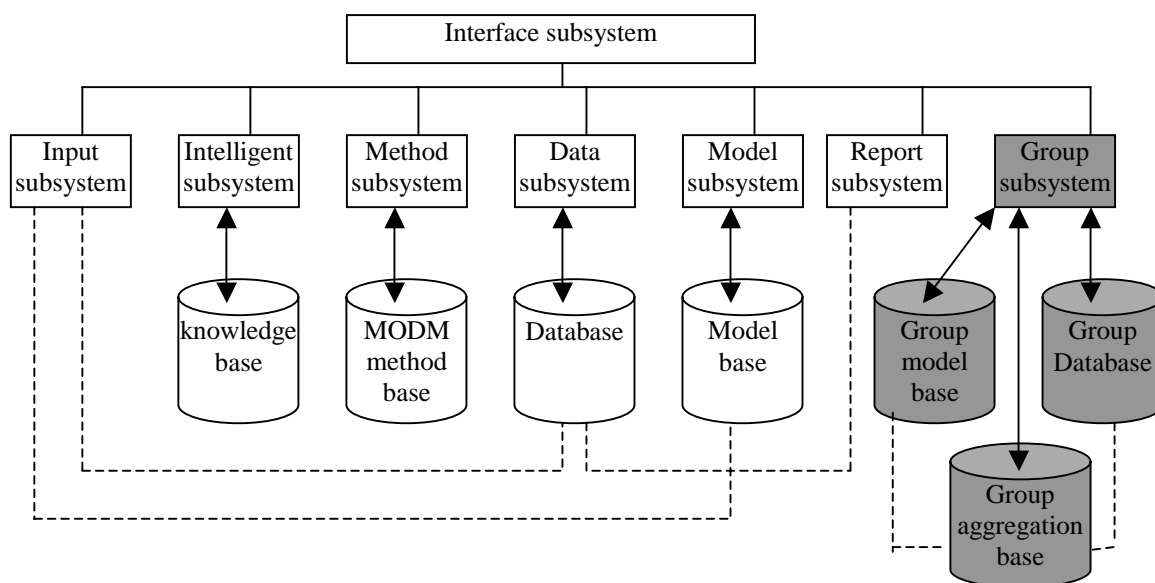 Interface subsystem
Input
subsystem
Intelligent
subsystem
Method
subsystem
Data
subsystem
Model
subsystem
Report
subsystem
Group
subsystem
knowledge
base
MODM
method
base
Database
Model
base
Group
model
base
Group
Database
Group
aggregation
base